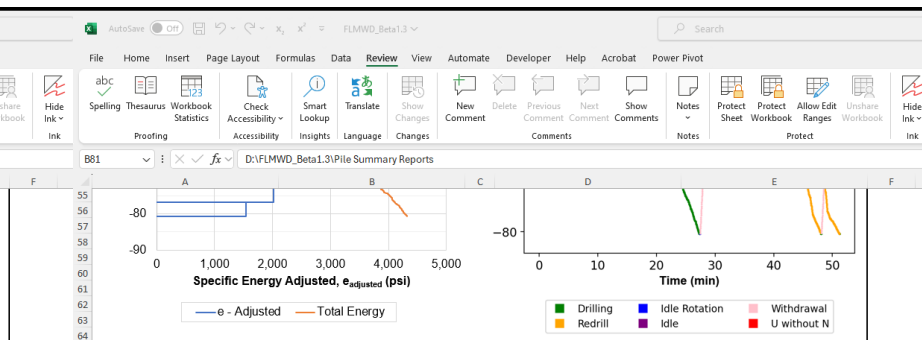 AutoSave Off FLMWD_Beta1.3 Search
File Home Insert Page Layout Formulas Data Review View Automate Developer Help Acrobat Power Pivot
Hide Ink
Ink
abc
Spelling Thesaurus Workbook Statistics
Proofing
Check Accessibility
Accessibility
Smart Lookup
Insights
Translate
Language
Show Changes
Changes
New Comment Delete Previous Comment Next Comment Show Comments
Comments
Notes
Notes
Protect Sheet Protect Workbook Allow Edit Ranges Unshare Workbook
Protect
Hide Ink
Ink
B81 fx D:\FLMWD_Beta1.3\Pile Summary Reports
F A B C D E F
55
56
57
58
59
60
61
62
63
64
-80
-90
0 1,000 2,000 3,000 4,000 5,000
Specific Energy Adjusted, eadjusted (psi)
e - Adjusted Total Energy
−80
0 10 20 30 40 50
Time (min)
Drilling Idle Rotation Withdrawal
Redrill Idle U without N